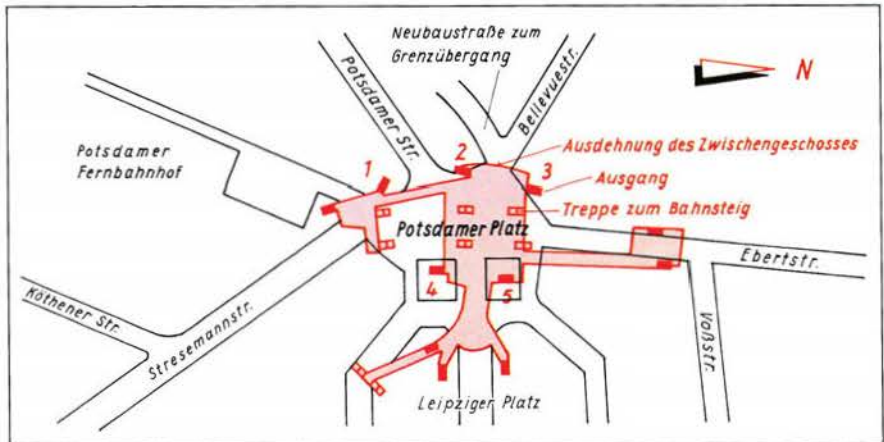 Neubaustraße zum
Grenzübergang
Potsdamer Str.
Bellevuestr.
N
Potsdamer
Fernbahnhof
1
2
3
Ausdehnung des Zwischengeschosses
Ausgang
Treppe zum Bahnsteig
Potsdamer Platz
Ebertstr.
4
5
Köthener Str.
Stresemannstr.
Voßstr.
Leipziger Platz